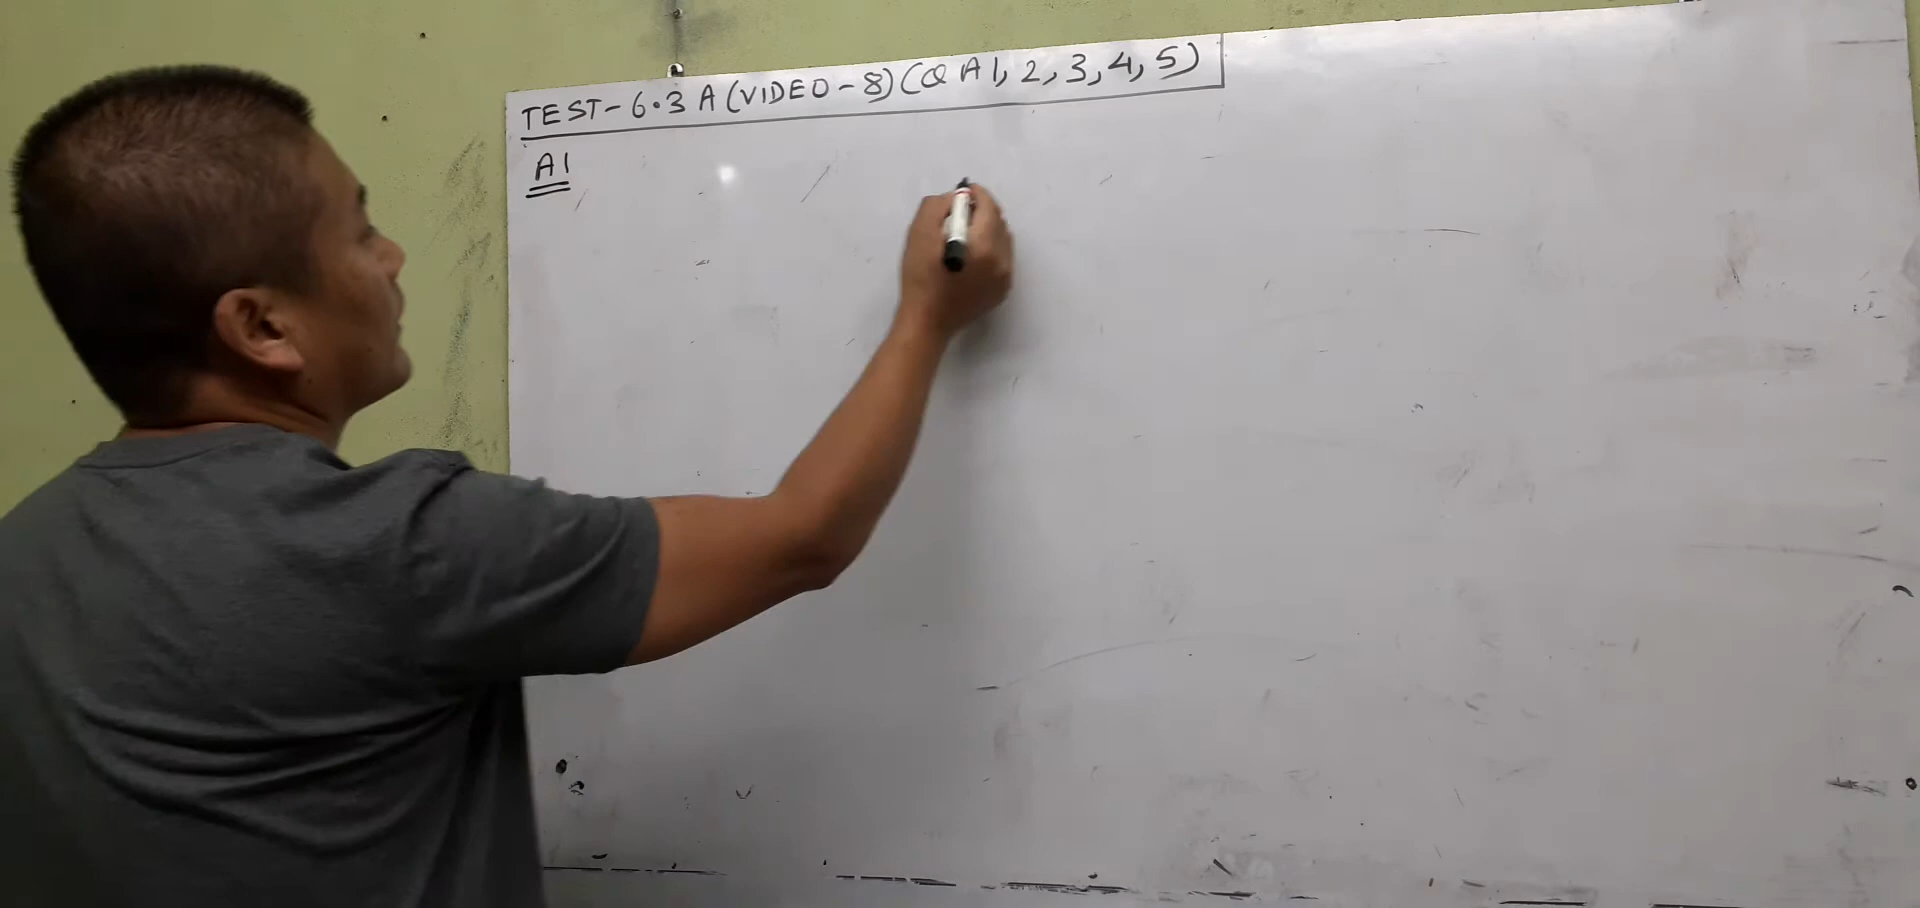 TEST-6.3 A (VIDEO-8) (Q A1, 2, 3, 4, 5)
A1